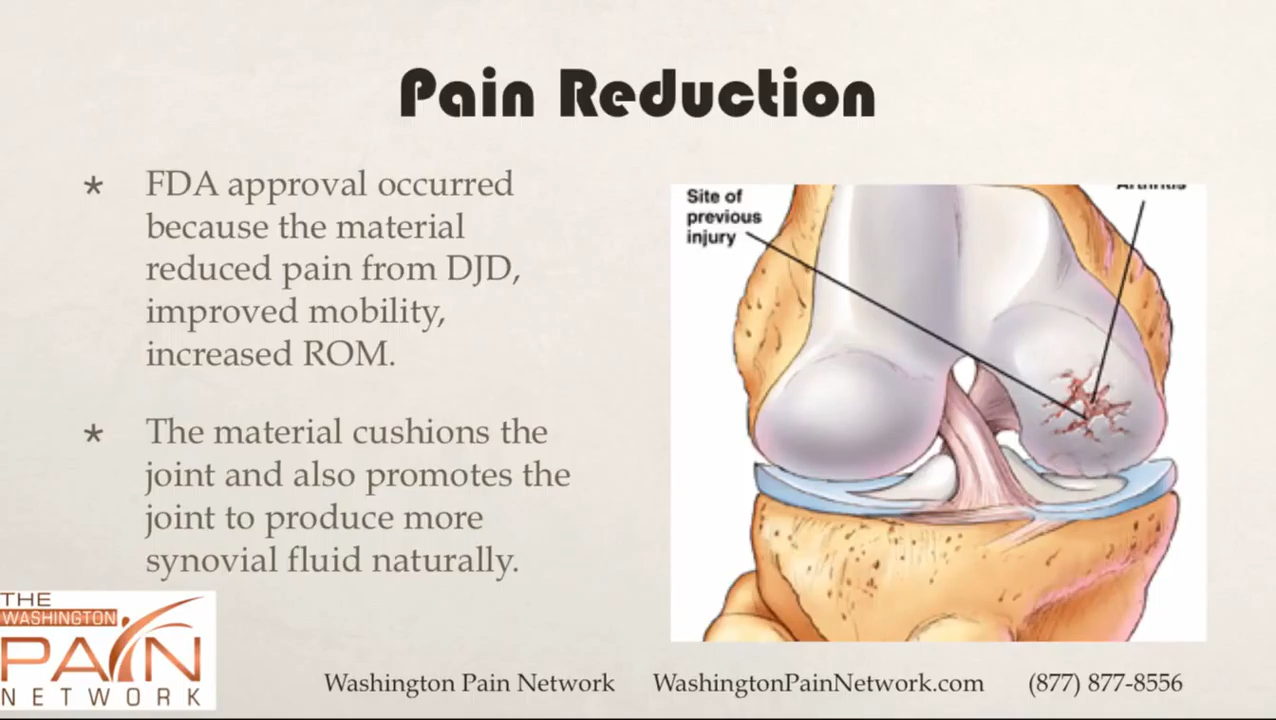 Pain Reduction
* FDA approval occurred
because the material
reduced pain from DJD,
improved mobility,
increased ROM.
* The material cushions the
joint and also promotes the
joint to produce more
synovial fluid naturally.
Site of
previous
injury
Arthritis
THE
WASHINGTON
PAIN
NETWORK
Washington Pain Network WashingtonPainNetwork.com (877) 877-8556